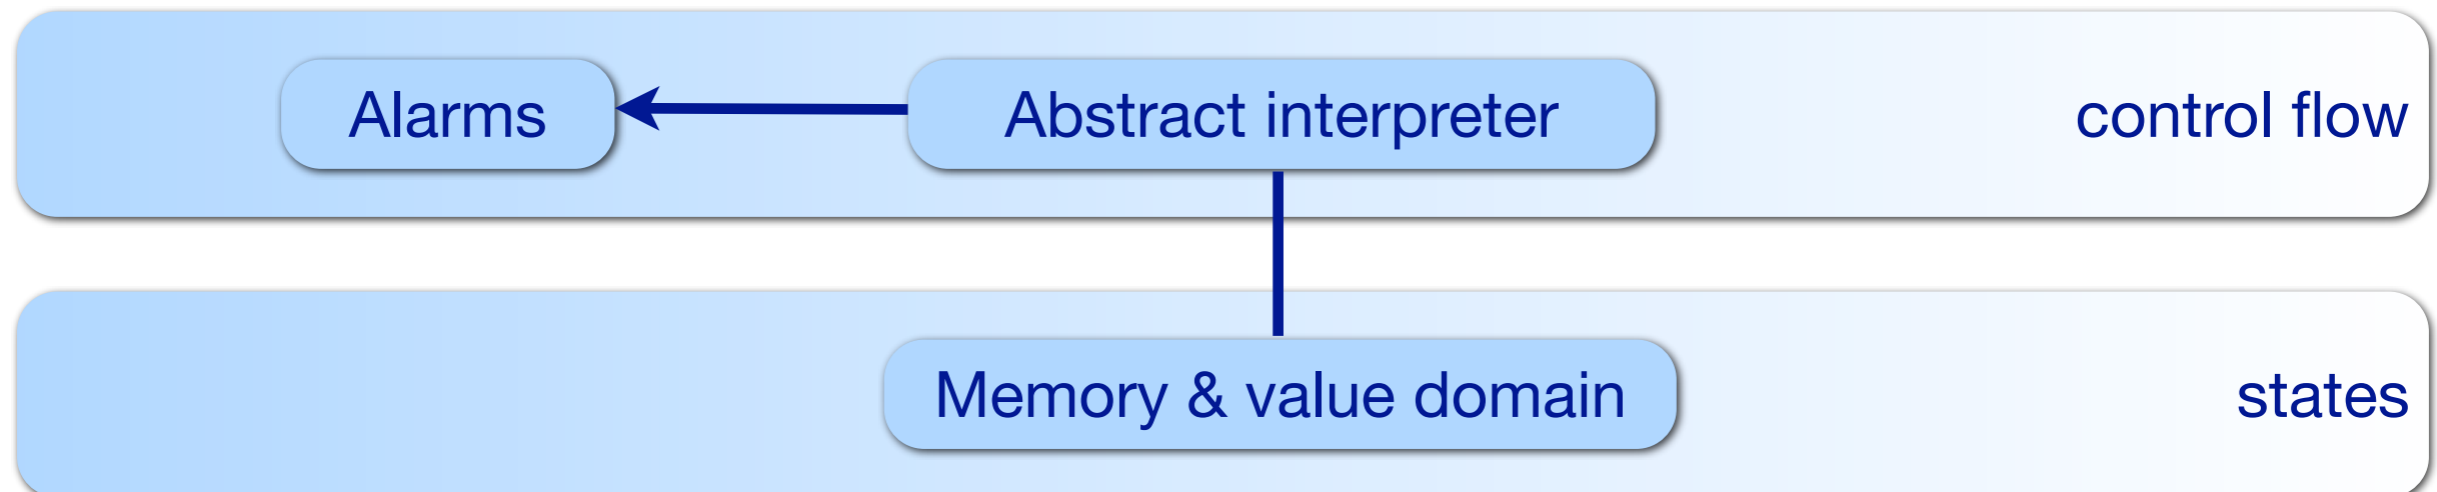 Alarms
Abstract interpreter
control flow
Memory & value domain
states